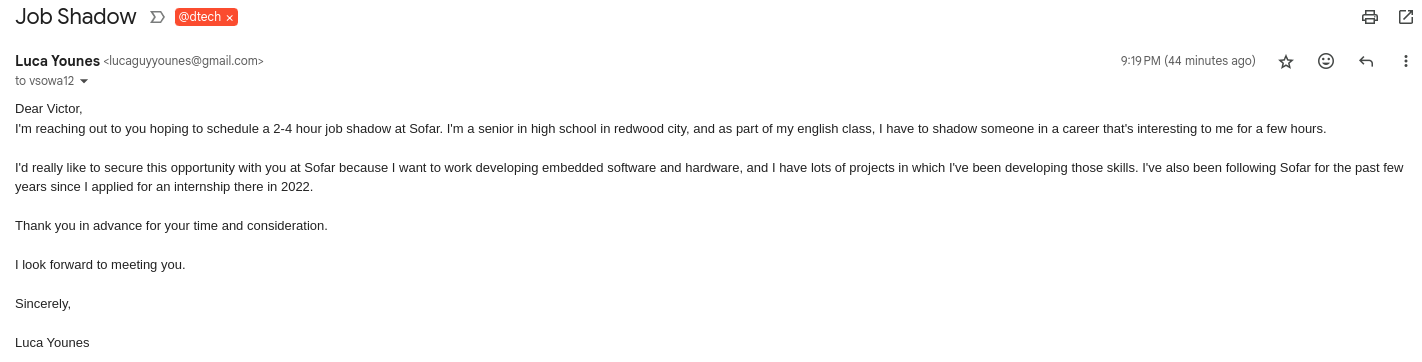 Job Shadow @dtech ×
Luca Younes <lucaguyyounes@gmail.com> 9:19 PM (44 minutes ago)
to vsowa12
Dear Victor,
I'm reaching out to you hoping to schedule a 2-4 hour job shadow at Sofar. I'm a senior in high school in redwood city, and as part of my english class, I have to shadow someone in a career that's interesting to me for a few hours.
I'd really like to secure this opportunity with you at Sofar because I want to work developing embedded software and hardware, and I have lots of projects in which I've been developing those skills. I've also been following Sofar for the past few
years since I applied for an internship there in 2022.
Thank you in advance for your time and consideration.
I look forward to meeting you.
Sincerely,
Luca Younes